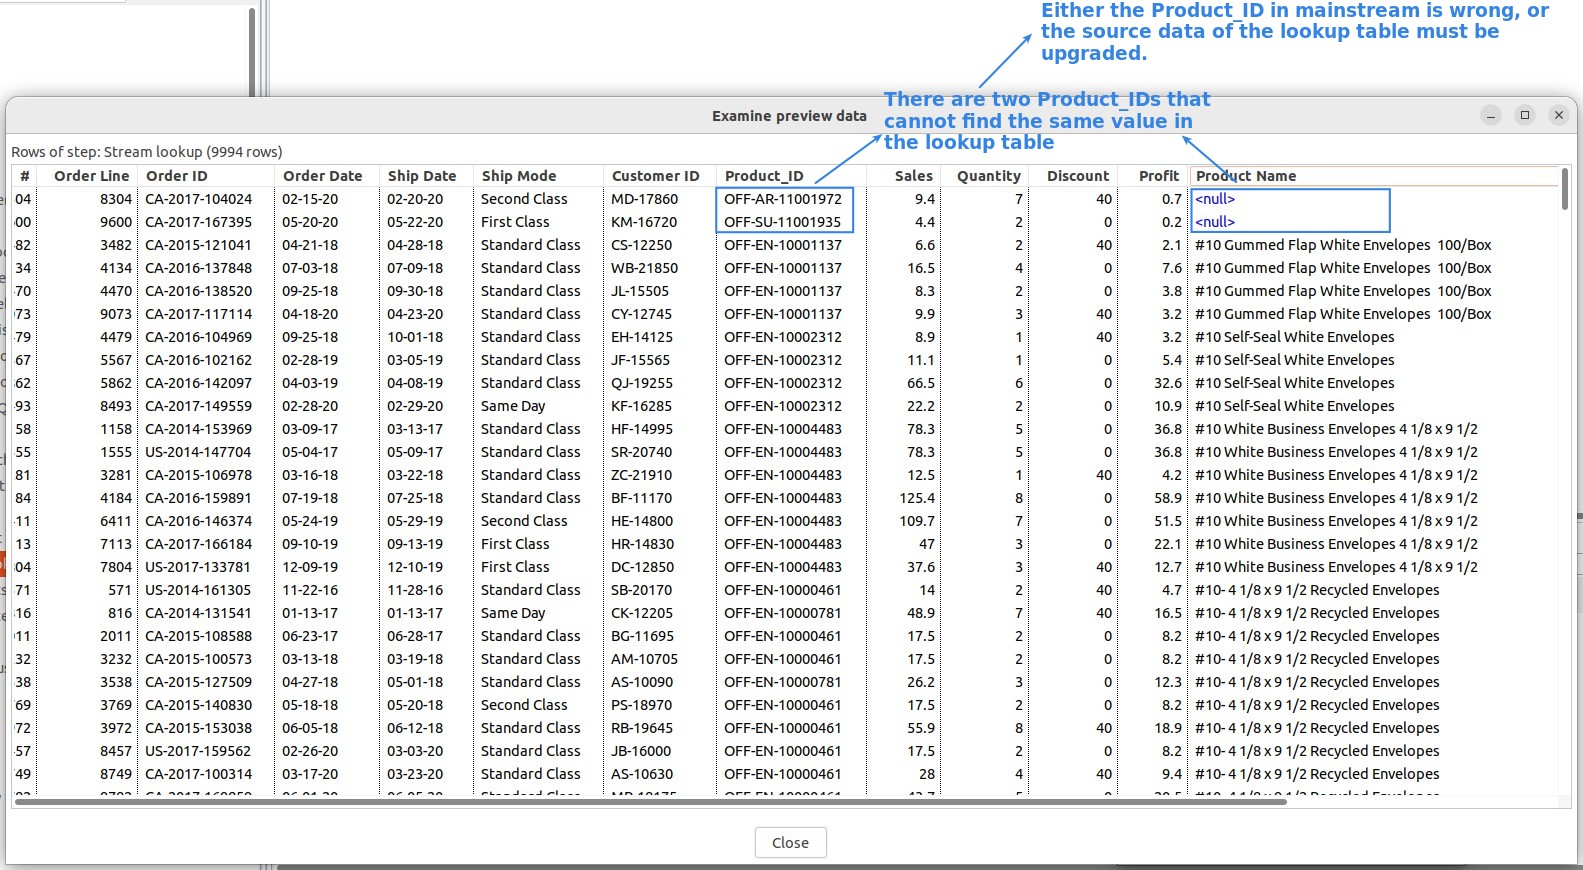 Either the Product_ID in mainstream is wrong, or
the source data of the lookup table must be
upgraded.
There are two Product_IDs that
cannot find the same value in
the lookup table
Examine preview data
Rows of step: Stream lookup (9994 rows)
# Order Line Order ID Order Date Ship Date Ship Mode Customer ID Product_ID Sales Quantity Discount Profit Product Name
04 8304 CA-2017-104024 02-15-20 02-20-20 Second Class MD-17860 OFF-AR-11001972 9.4 7 40 0.7 <null>
00 9600 CA-2017-167395 05-20-20 05-22-20 First Class KM-16720 OFF-SU-11001935 4.4 2 0 0.2 <null>
82 3482 CA-2015-121041 04-21-18 04-28-18 Standard Class CS-12250 OFF-EN-10001137 6.6 2 40 2.1 #10 Gummed Flap White Envelopes 100/Box
34 4134 CA-2016-137848 07-03-18 07-09-18 Standard Class WB-21850 OFF-EN-10001137 16.5 4 0 7.6 #10 Gummed Flap White Envelopes 100/Box
70 4470 CA-2016-138520 09-25-18 09-30-18 Standard Class JL-15505 OFF-EN-10001137 8.3 2 0 3.8 #10 Gummed Flap White Envelopes 100/Box
73 9073 CA-2017-117114 04-18-20 04-23-20 Standard Class CY-12745 OFF-EN-10001137 9.9 3 40 3.2 #10 Gummed Flap White Envelopes 100/Box
79 4479 CA-2016-104969 09-25-18 10-01-18 Standard Class EH-14125 OFF-EN-10002312 8.9 1 40 3.2 #10 Self-Seal White Envelopes
67 5567 CA-2016-102162 02-28-19 03-05-19 Standard Class JF-15565 OFF-EN-10002312 11.1 1 0 5.4 #10 Self-Seal White Envelopes
62 5862 CA-2016-142097 04-03-19 04-08-19 Standard Class QJ-19255 OFF-EN-10002312 66.5 6 0 32.6 #10 Self-Seal White Envelopes
93 8493 CA-2017-149559 02-28-20 02-29-20 Same Day KF-16285 OFF-EN-10002312 22.2 2 0 10.9 #10 Self-Seal White Envelopes
58 1158 CA-2014-153969 03-09-17 03-13-17 Standard Class HF-14995 OFF-EN-10004483 78.3 5 0 36.8 #10 White Business Envelopes 4 1/8 x 9 1/2
55 1555 US-2014-147704 05-04-17 05-09-17 Standard Class SR-20740 OFF-EN-10004483 78.3 5 0 36.8 #10 White Business Envelopes 4 1/8 x 9 1/2
81 3281 CA-2015-106978 03-16-18 03-22-18 Standard Class ZC-21910 OFF-EN-10004483 12.5 1 40 4.2 #10 White Business Envelopes 4 1/8 x 9 1/2
84 4184 CA-2016-159891 07-19-18 07-25-18 Standard Class BF-11170 OFF-EN-10004483 125.4 8 0 58.9 #10 White Business Envelopes 4 1/8 x 9 1/2
11 6411 CA-2016-146374 05-24-19 05-29-19 Second Class HE-14800 OFF-EN-10004483 109.7 7 0 51.5 #10 White Business Envelopes 4 1/8 x 9 1/2
13 7113 CA-2017-166184 09-10-19 09-13-19 First Class HR-14830 OFF-EN-10004483 47 3 0 22.1 #10 White Business Envelopes 4 1/8 x 9 1/2
04 7804 US-2017-133781 12-09-19 12-10-19 First Class DC-12850 OFF-EN-10004483 37.6 3 40 12.7 #10 White Business Envelopes 4 1/8 x 9 1/2
71 571 US-2014-161305 11-22-16 11-28-16 Standard Class SB-20170 OFF-EN-10000461 14 2 40 4.7 #10- 4 1/8 x 9 1/2 Recycled Envelopes
16 816 CA-2014-131541 01-13-17 01-13-17 Same Day CK-12205 OFF-EN-10000781 48.9 7 40 16.5 #10- 4 1/8 x 9 1/2 Recycled Envelopes
11 2011 CA-2015-108588 06-23-17 06-28-17 Standard Class BG-11695 OFF-EN-10000461 17.5 2 0 8.2 #10- 4 1/8 x 9 1/2 Recycled Envelopes
32 3232 CA-2015-100573 03-13-18 03-19-18 Standard Class AM-10705 OFF-EN-10000461 17.5 2 0 8.2 #10- 4 1/8 x 9 1/2 Recycled Envelopes
38 3538 CA-2015-127509 04-27-18 05-01-18 Standard Class AS-10090 OFF-EN-10000781 26.2 3 0 12.3 #10- 4 1/8 x 9 1/2 Recycled Envelopes
69 3769 CA-2015-140830 05-18-18 05-20-18 Second Class PS-18970 OFF-EN-10000461 17.5 2 0 8.2 #10- 4 1/8 x 9 1/2 Recycled Envelopes
72 3972 CA-2015-153038 06-05-18 06-12-18 Standard Class RB-19645 OFF-EN-10000461 55.9 8 40 18.9 #10- 4 1/8 x 9 1/2 Recycled Envelopes
57 8457 US-2017-159562 02-26-20 03-03-20 Standard Class JB-16000 OFF-EN-10000461 17.5 2 0 8.2 #10- 4 1/8 x 9 1/2 Recycled Envelopes
49 8749 CA-2017-100314 03-17-20 03-23-20 Standard Class AS-10630 OFF-EN-10000461 28 4 40 9.4 #10- 4 1/8 x 9 1/2 Recycled Envelopes
Close